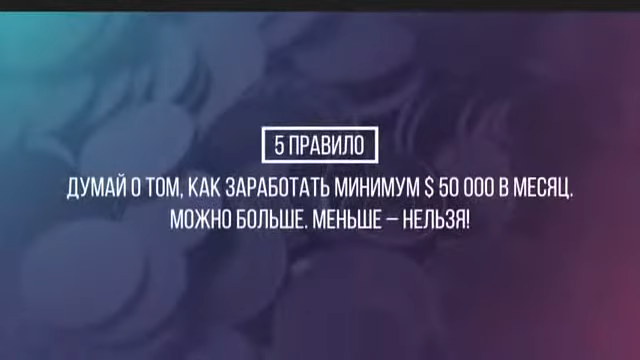 5 ПРАВИЛО
ДУМАЙ О ТОМ, КАК ЗАРАБОТАТЬ МИНИМУМ $ 50 000 В МЕСЯЦ.
МОЖНО БОЛЬШЕ. МЕНЬШЕ – НЕЛЬЗЯ!